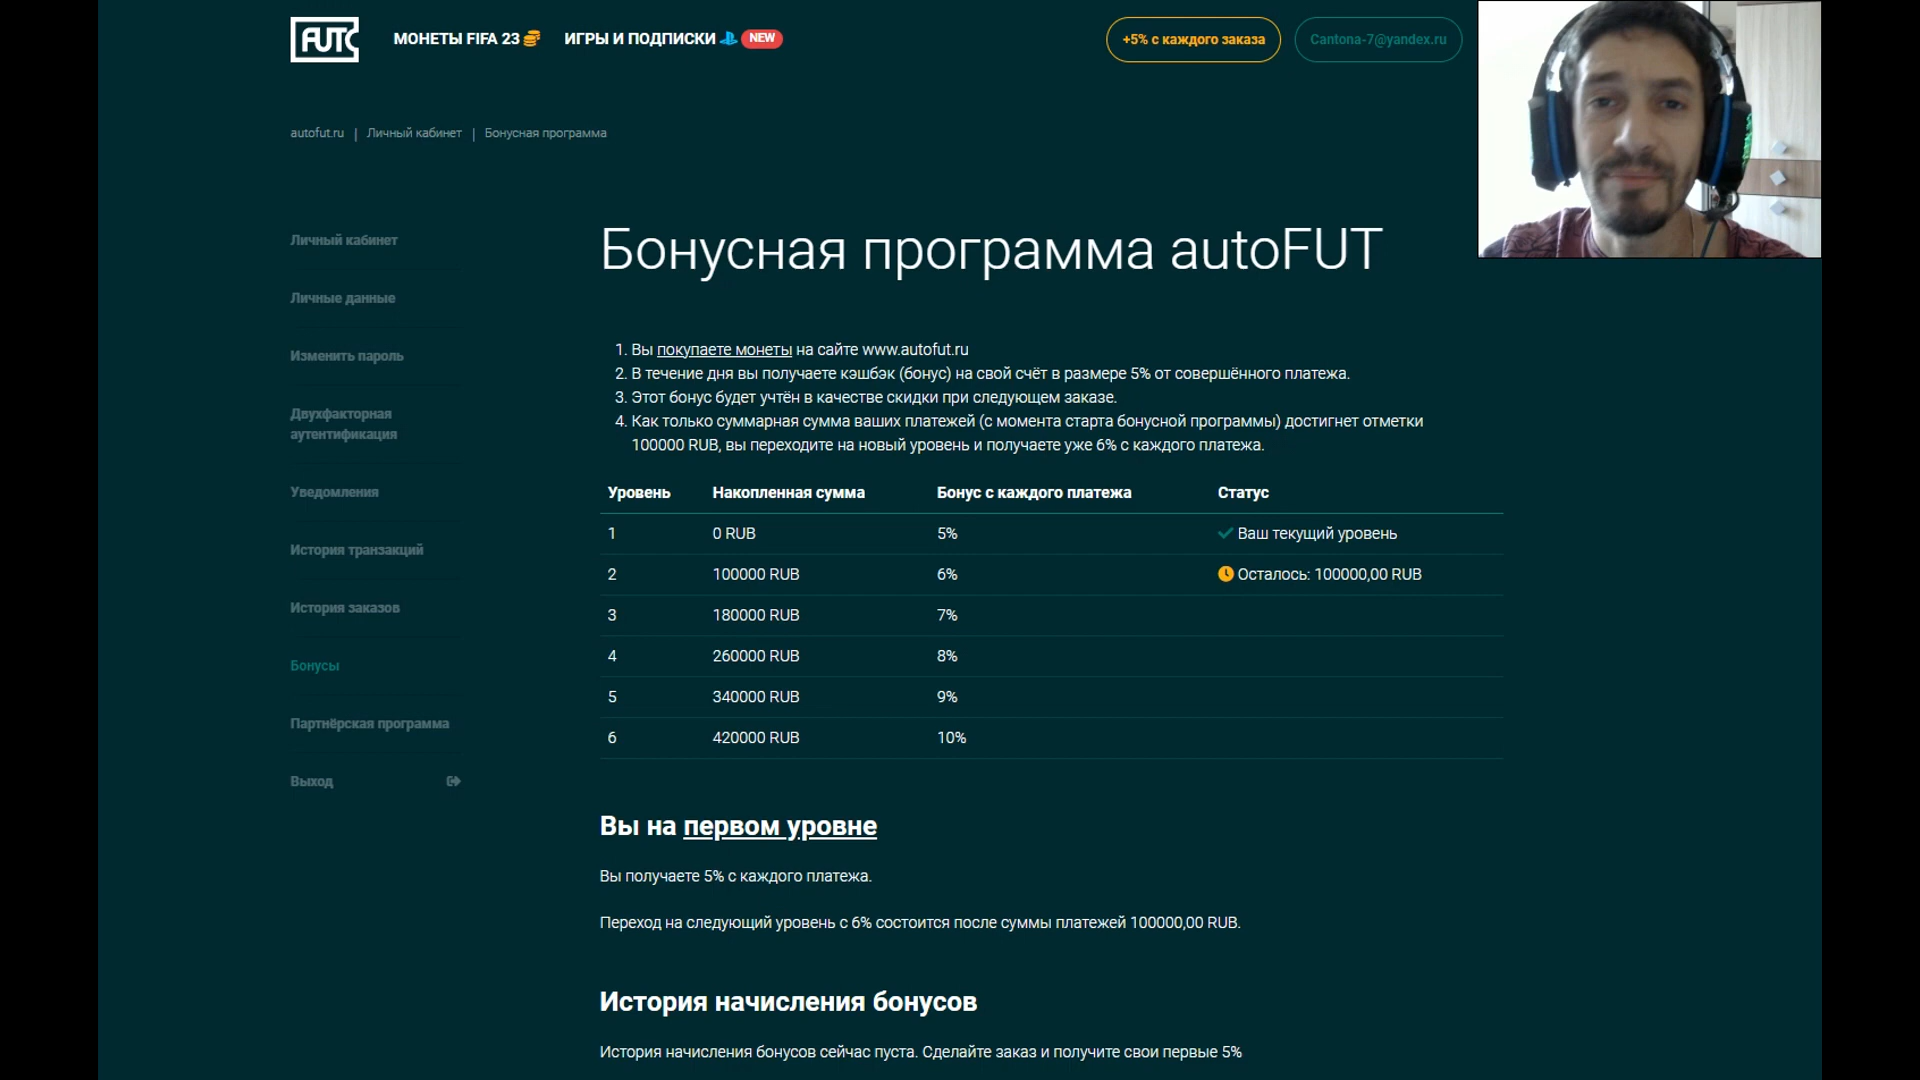 FUT
МОНЕТЫ FIFA 23
ИГРЫ И ПОДПИСКИ
NEW
+5% с каждого заказа
Cantona-7@yandex.ru
autofut.ru | Личный кабинет | Бонусная программа
Личный кабинет
Личные данные
Изменить пароль
Двухфакторная
аутентификация
Уведомления
История транзакций
История заказов
Бонусы
Партнёрская программа
Выход
Бонусная программа autoFUT
1. Вы покупаете монеты на сайте www.autofut.ru
2. В течение дня вы получаете кэшбэк (бонус) на свой счёт в размере 5% от совершённого платежа.
3. Этот бонус будет учтён в качестве скидки при следующем заказе.
4. Как только суммарная сумма ваших платежей (с момента старта бонусной программы) достигнет отметки
100000 RUB, вы переходите на новый уровень и получаете уже 6% с каждого платежа.
Уровень Накопленная сумма Бонус с каждого платежа Статус
1 0 RUB 5% Ваш текущий уровень
2 100000 RUB 6% Осталось: 100000,00 RUB
3 180000 RUB 7%
4 260000 RUB 8%
5 340000 RUB 9%
6 420000 RUB 10%
Вы на первом уровне
Вы получаете 5% с каждого платежа.
Переход на следующий уровень с 6% состоится после суммы платежей 100000,00 RUB.
История начисления бонусов
История начисления бонусов сейчас пуста. Сделайте заказ и получите свои первые 5%